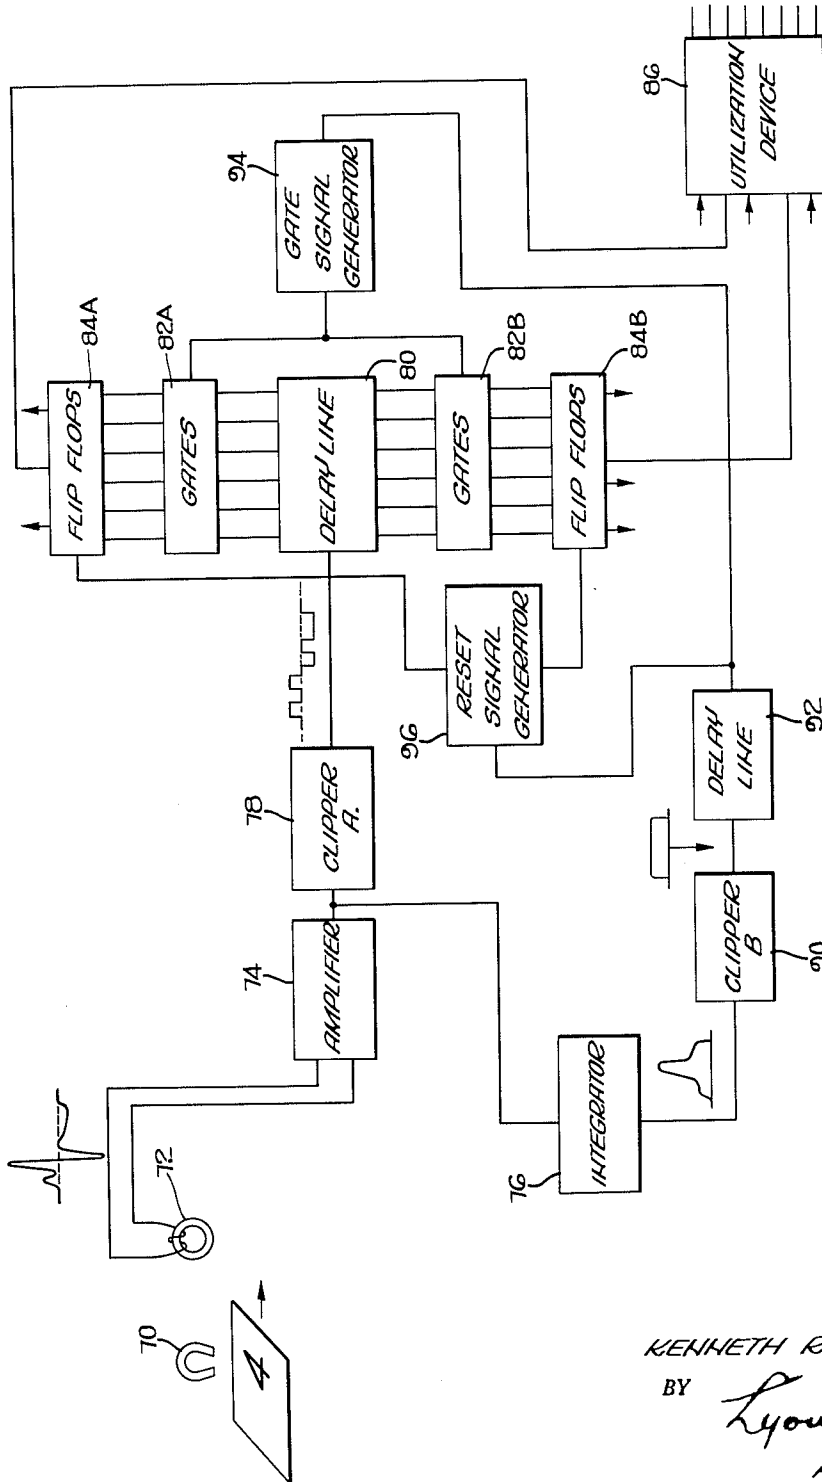 70
4
72
74
AMPLIFIER
78
CLIPPER
A.
84A
FLIP FLOPS
82A
GATES
80
DELAY LINE
82B
GATES
84B
FLIP FLOPS
94
GATE
SIGNAL
GENERATOR
96
RESET
SIGNAL
GENERATOR
76
INTEGRATOR
90
CLIPPER
B
92
DELAY
LINE
86
UTILIZATION
DEVICE
KENNETH R
BY